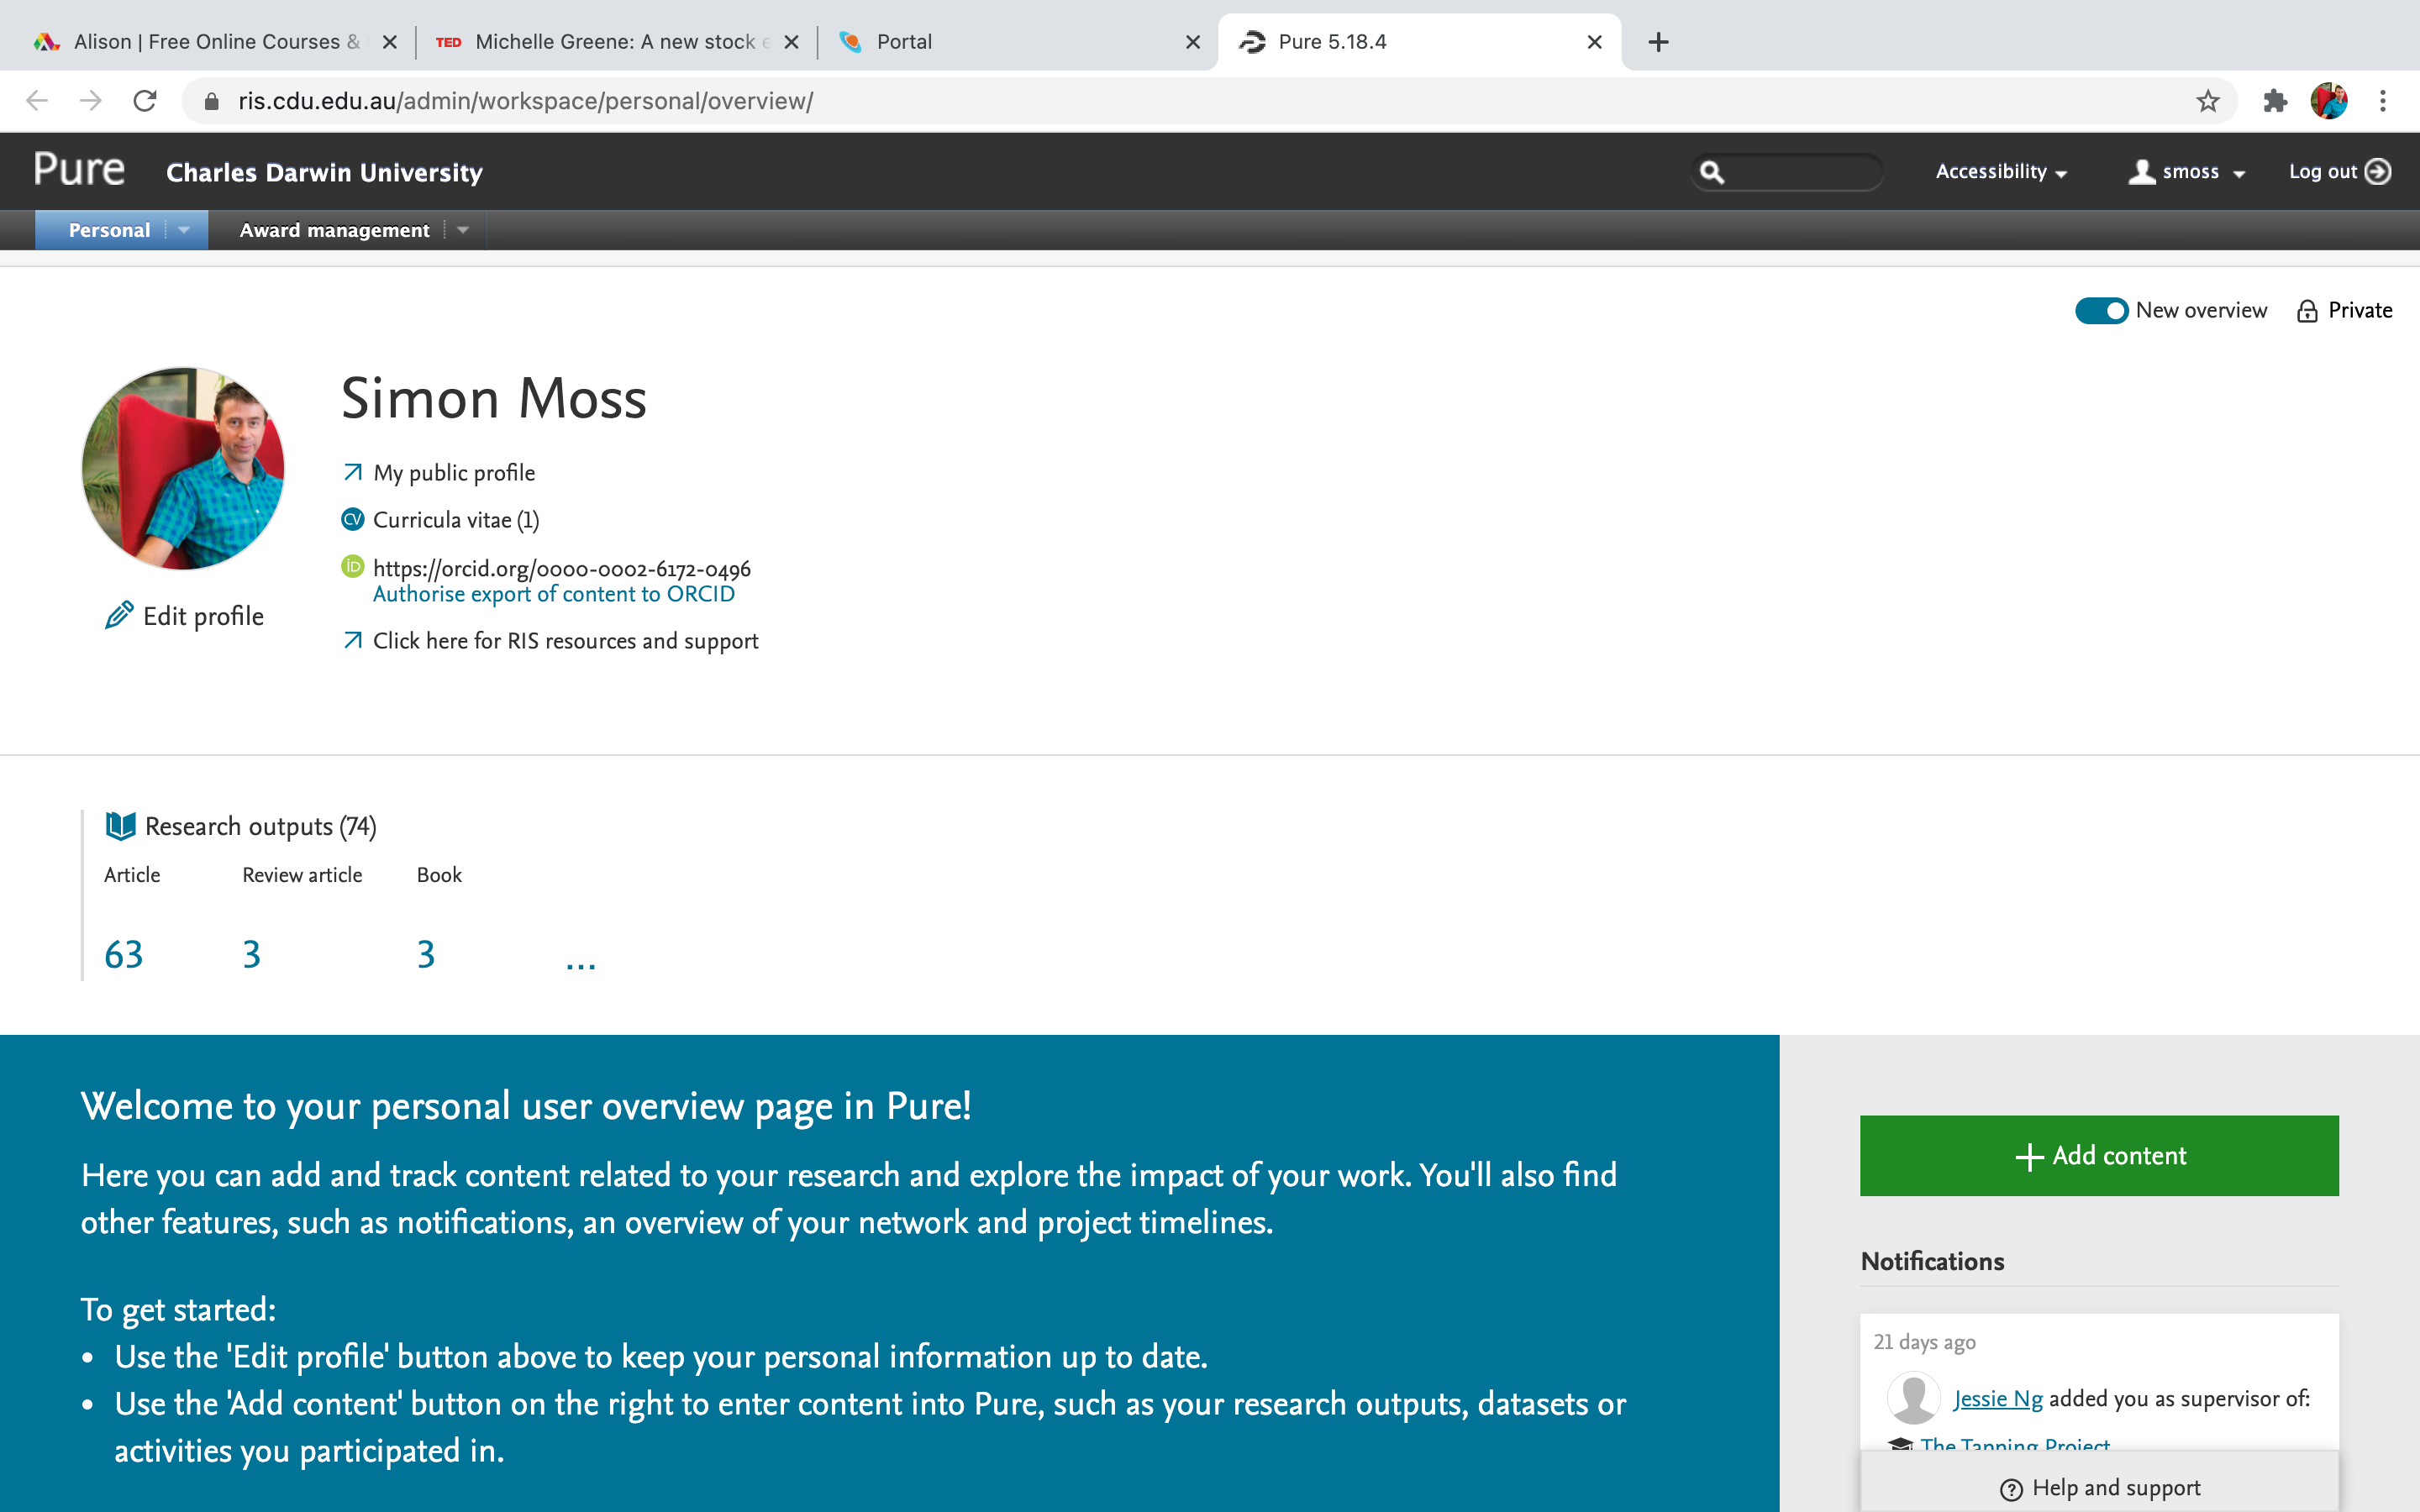 Alison | Free Online Courses &
TED Michelle Greene: A new stock e
Portal
Pure 5.18.4
ris.cdu.edu.au/admin/workspace/personal/overview/
Pure Charles Darwin University
Accessibility smoss Log out
Personal Award management
New overview Private
Simon Moss
My public profile
CV Curricula vitae (1)
iD https://orcid.org/0000-0002-6172-0496
Authorise export of content to ORCID
Edit profile
Click here for RIS resources and support
Research outputs (74)
Article Review article Book
63 3 3 ...
Welcome to your personal user overview page in Pure!
Here you can add and track content related to your research and explore the impact of your work. You'll also find
other features, such as notifications, an overview of your network and project timelines.
To get started:
• Use the 'Edit profile' button above to keep your personal information up to date.
• Use the 'Add content' button on the right to enter content into Pure, such as your research outputs, datasets or
activities you participated in.
Add content
Notifications
21 days ago
Jessie Ng added you as supervisor of:
The Tanning Project
? Help and support